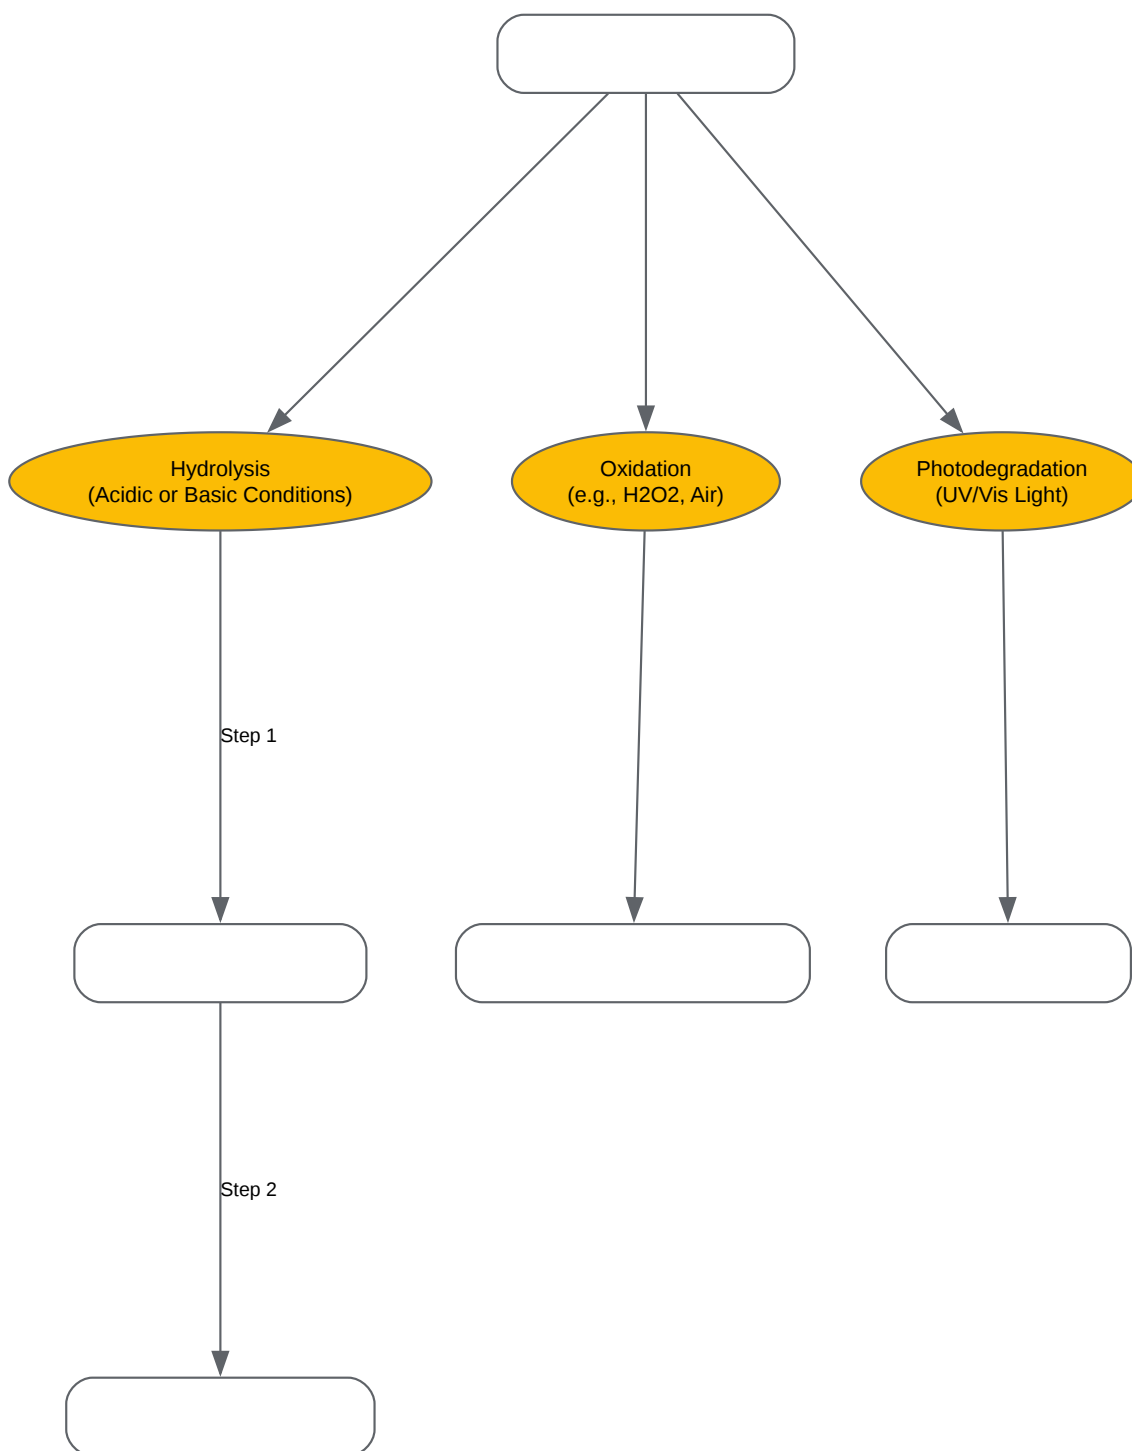 Hydrolysis
(Acidic or Basic Conditions)
Oxidation
(e.g., H2O2, Air)
Photodegradation
(UV/Vis Light)
Step 1
Step 2